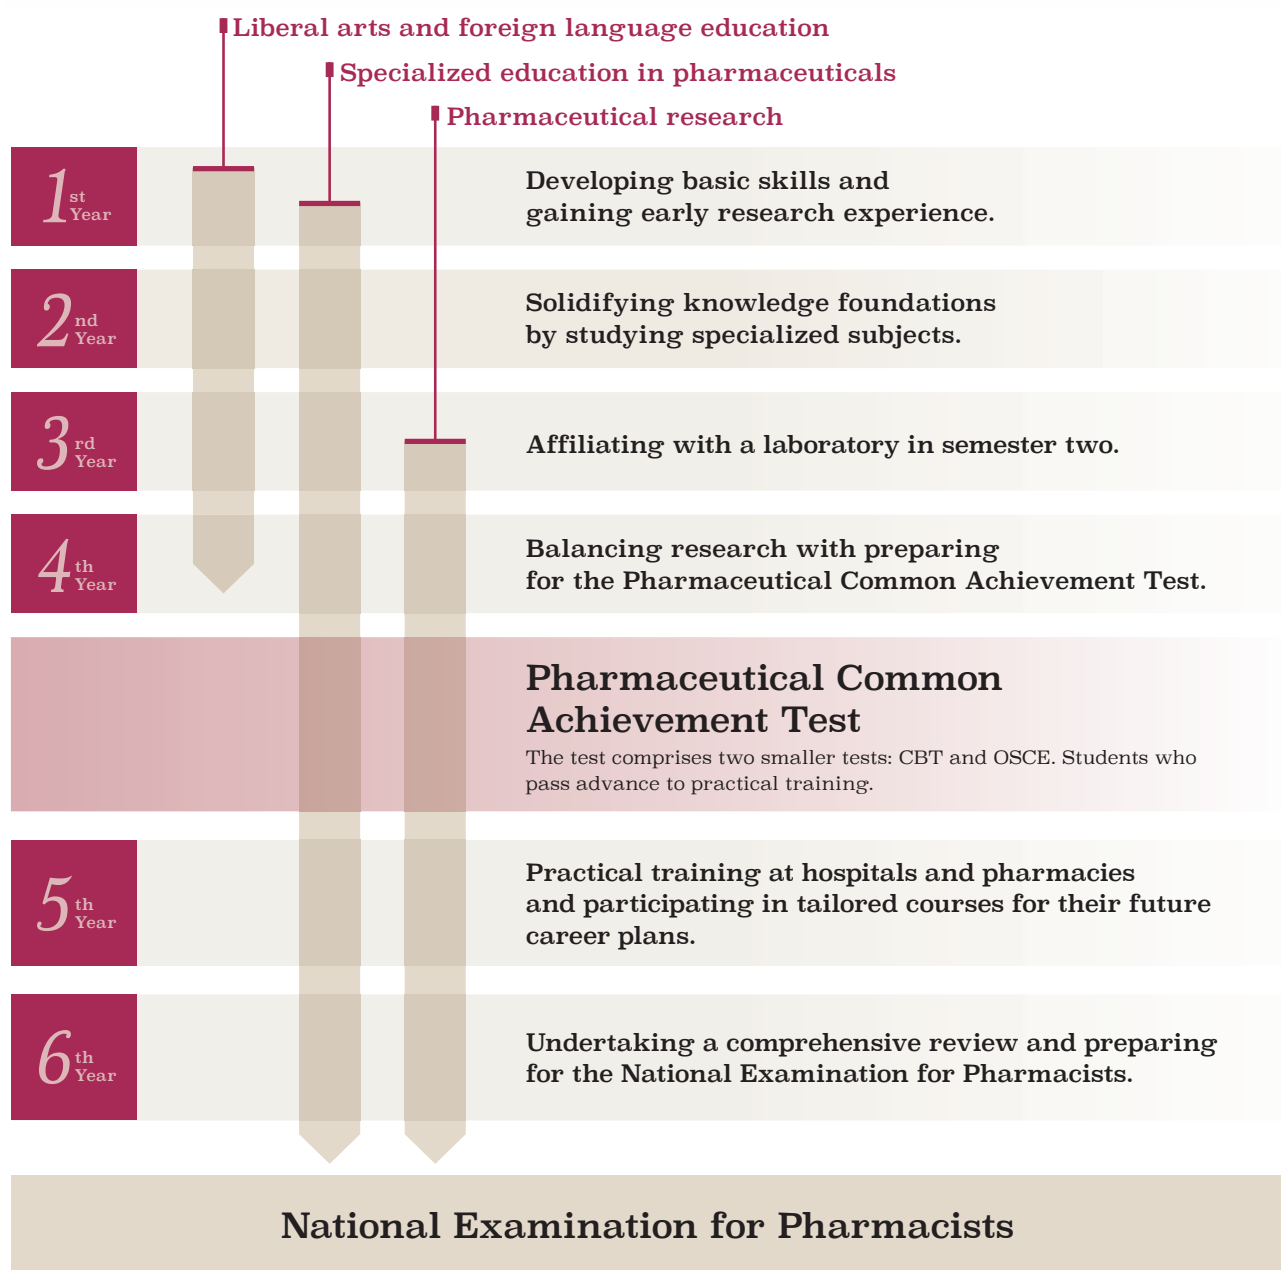 Liberal arts and foreign language education
Specialized education in pharmaceuticals
Pharmaceutical research
1st Year
Developing basic skills and
gaining early research experience.
2nd Year
Solidifying knowledge foundations
by studying specialized subjects.
3rd Year
Affiliating with a laboratory in semester two.
4th Year
Balancing research with preparing
for the Pharmaceutical Common Achievement Test.
Pharmaceutical Common
Achievement Test
The test comprises two smaller tests: CBT and OSCE. Students who
pass advance to practical training.
5th Year
Practical training at hospitals and pharmacies
and participating in tailored courses for their future
career plans.
6th Year
Undertaking a comprehensive review and preparing
for the National Examination for Pharmacists.
National Examination for Pharmacists